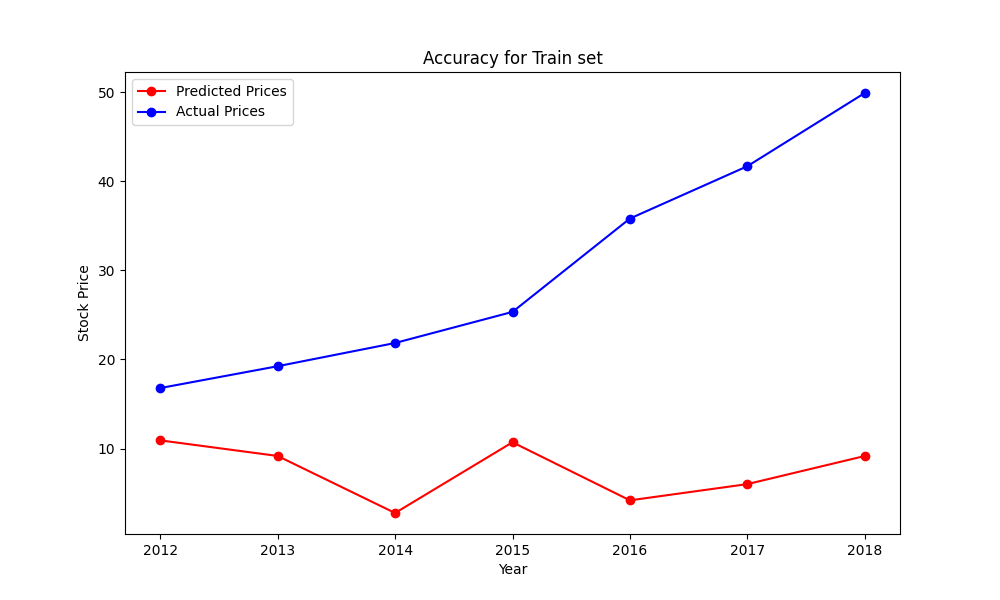 Accuracy for Train set
Predicted Prices
Actual Prices
50
40
30
20
10
Stock Price
2012 2013 2014 2015 2016 2017 2018
Year